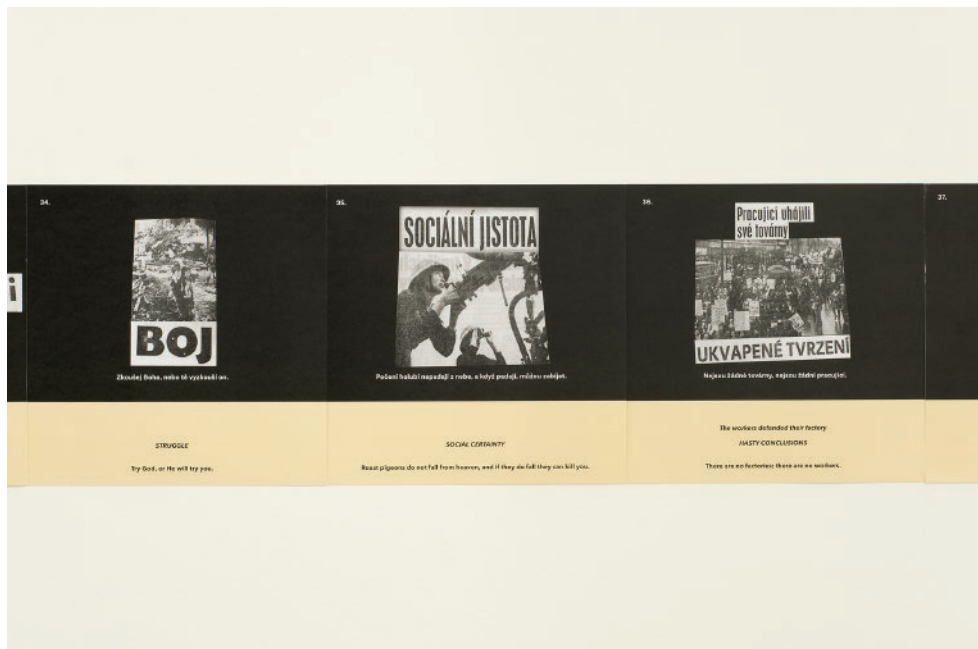 34.
BOJ
Zkoušej Boha, nebo tě vyzkouší on.
STRUGGLE
Try God, or He will try you.
35.
SOCIÁLNÍ JISTOTA
Pečení holubi nepadají z nebe, a když padají, můžou zabíjet.
SOCIAL CERTAINTY
Roast pigeons do not fall from heaven, and if they do fall they can kill you.
36.
Pracující uhájili
své továrny
UKVAPENÉ TVRZENÍ
Nejsou žádné továrny, nejsou žádní pracující.
The workers defended their factory
HASTY CONCLUSIONS
There are no factories; there are no workers.
37.